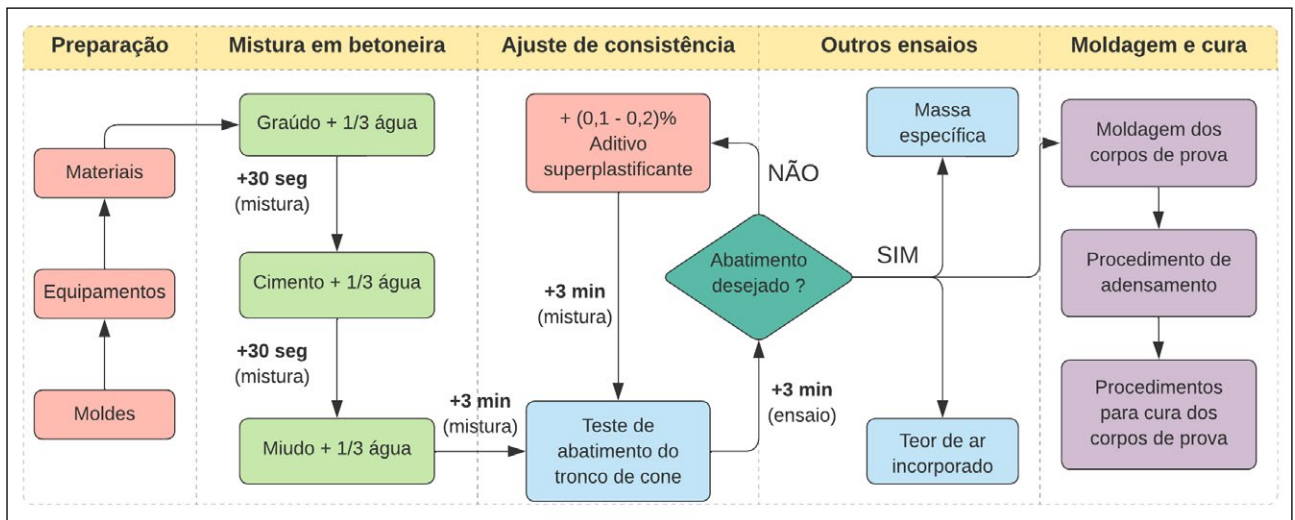 Preparação
Mistura em betoneira
Ajuste de consistência
Outros ensaios
Moldagem e cura
Materiais
Equipamentos
Moldes
Graúdo + 1/3 água
+30 seg
(mistura)
Cimento + 1/3 água
+30 seg
(mistura)
Miudo + 1/3 água
+3 min
(mistura)
+ (0,1 - 0,2)%
Aditivo
superplastificante
+3 min
(mistura)
Teste de
abatimento do
tronco de cone
+3 min
(ensaio)
Abatimento
desejado ?
NÃO
SIM
Massa
específica
Teor de ar
incorporado
Moldagem dos
corpos de prova
Procedimento de
adensamento
Procedimentos
para cura dos
corpos de prova